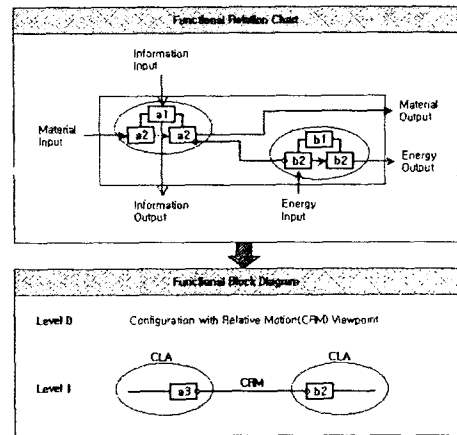 Functional Relation Chart
Information
Input
a1
a2
a2
Material
Input
Material
Output
b1
b2
b2
Energy
Output
Information
Output
Energy
Input
Functional Block Diagram
Level 0
Configuration with Relative Motion(CRM) Viewpoint
CLA
CLA
Level 1
a3
CRM
b2